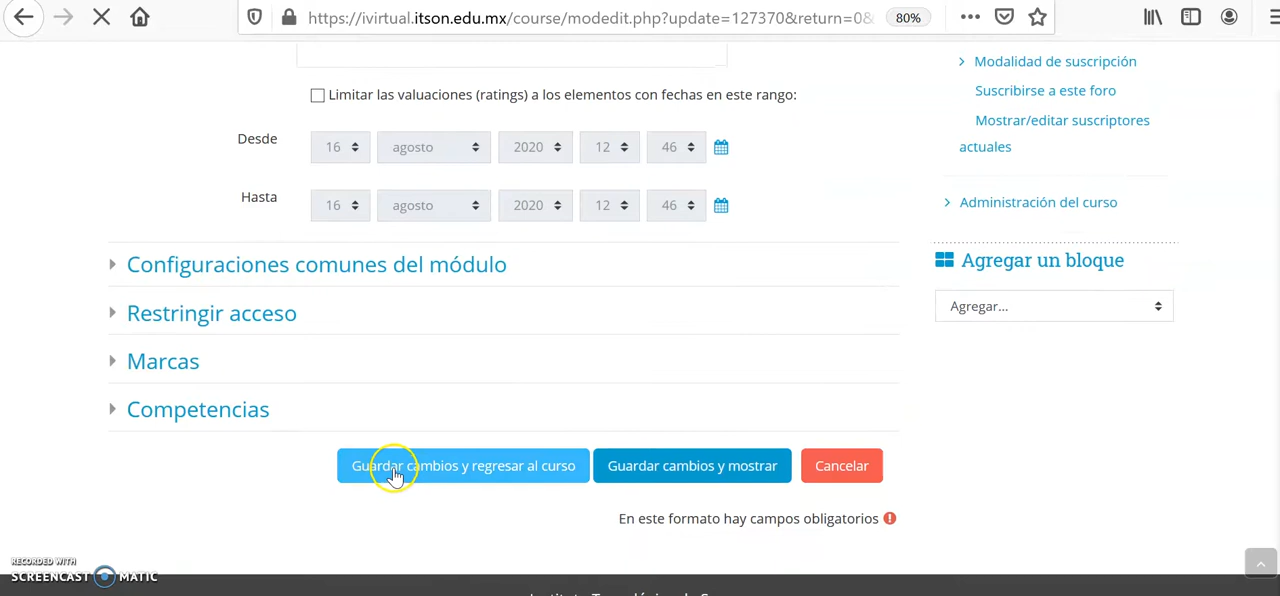 https://ivirtual.itson.edu.mx/course/modedit.php?update=127370&return=0&
80%
Limitar las valuaciones (ratings) a los elementos con fechas en este rango:
Desde
16 agosto 2020 12 46
Hasta
16 agosto 2020 12 46
Configuraciones comunes del módulo
Restringir acceso
Marcas
Competencias
Guardar cambios y regresar al curso
Guardar cambios y mostrar
Cancelar
En este formato hay campos obligatorios
Modalidad de suscripción
Suscribirse a este foro
Mostrar/editar suscriptores
actuales
Administración del curso
Agregar un bloque
Agregar...
RECORDED WITH
SCREENCAST MATIC